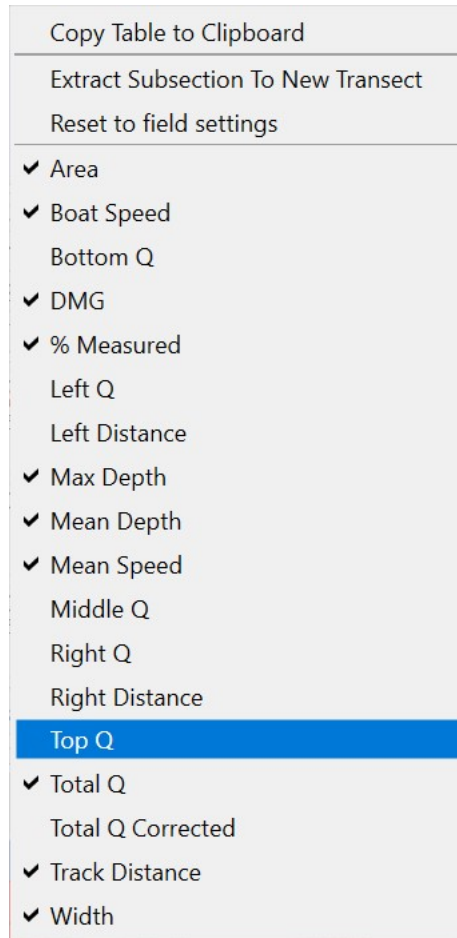 Copy Table to Clipboard
Extract Subsection To New Transect
Reset to field settings
Area
Boat Speed
Bottom Q
DMG
% Measured
Left Q
Left Distance
Max Depth
Mean Depth
Mean Speed
Middle Q
Right Q
Right Distance
Top Q
Total Q
Total Q Corrected
Track Distance
Width